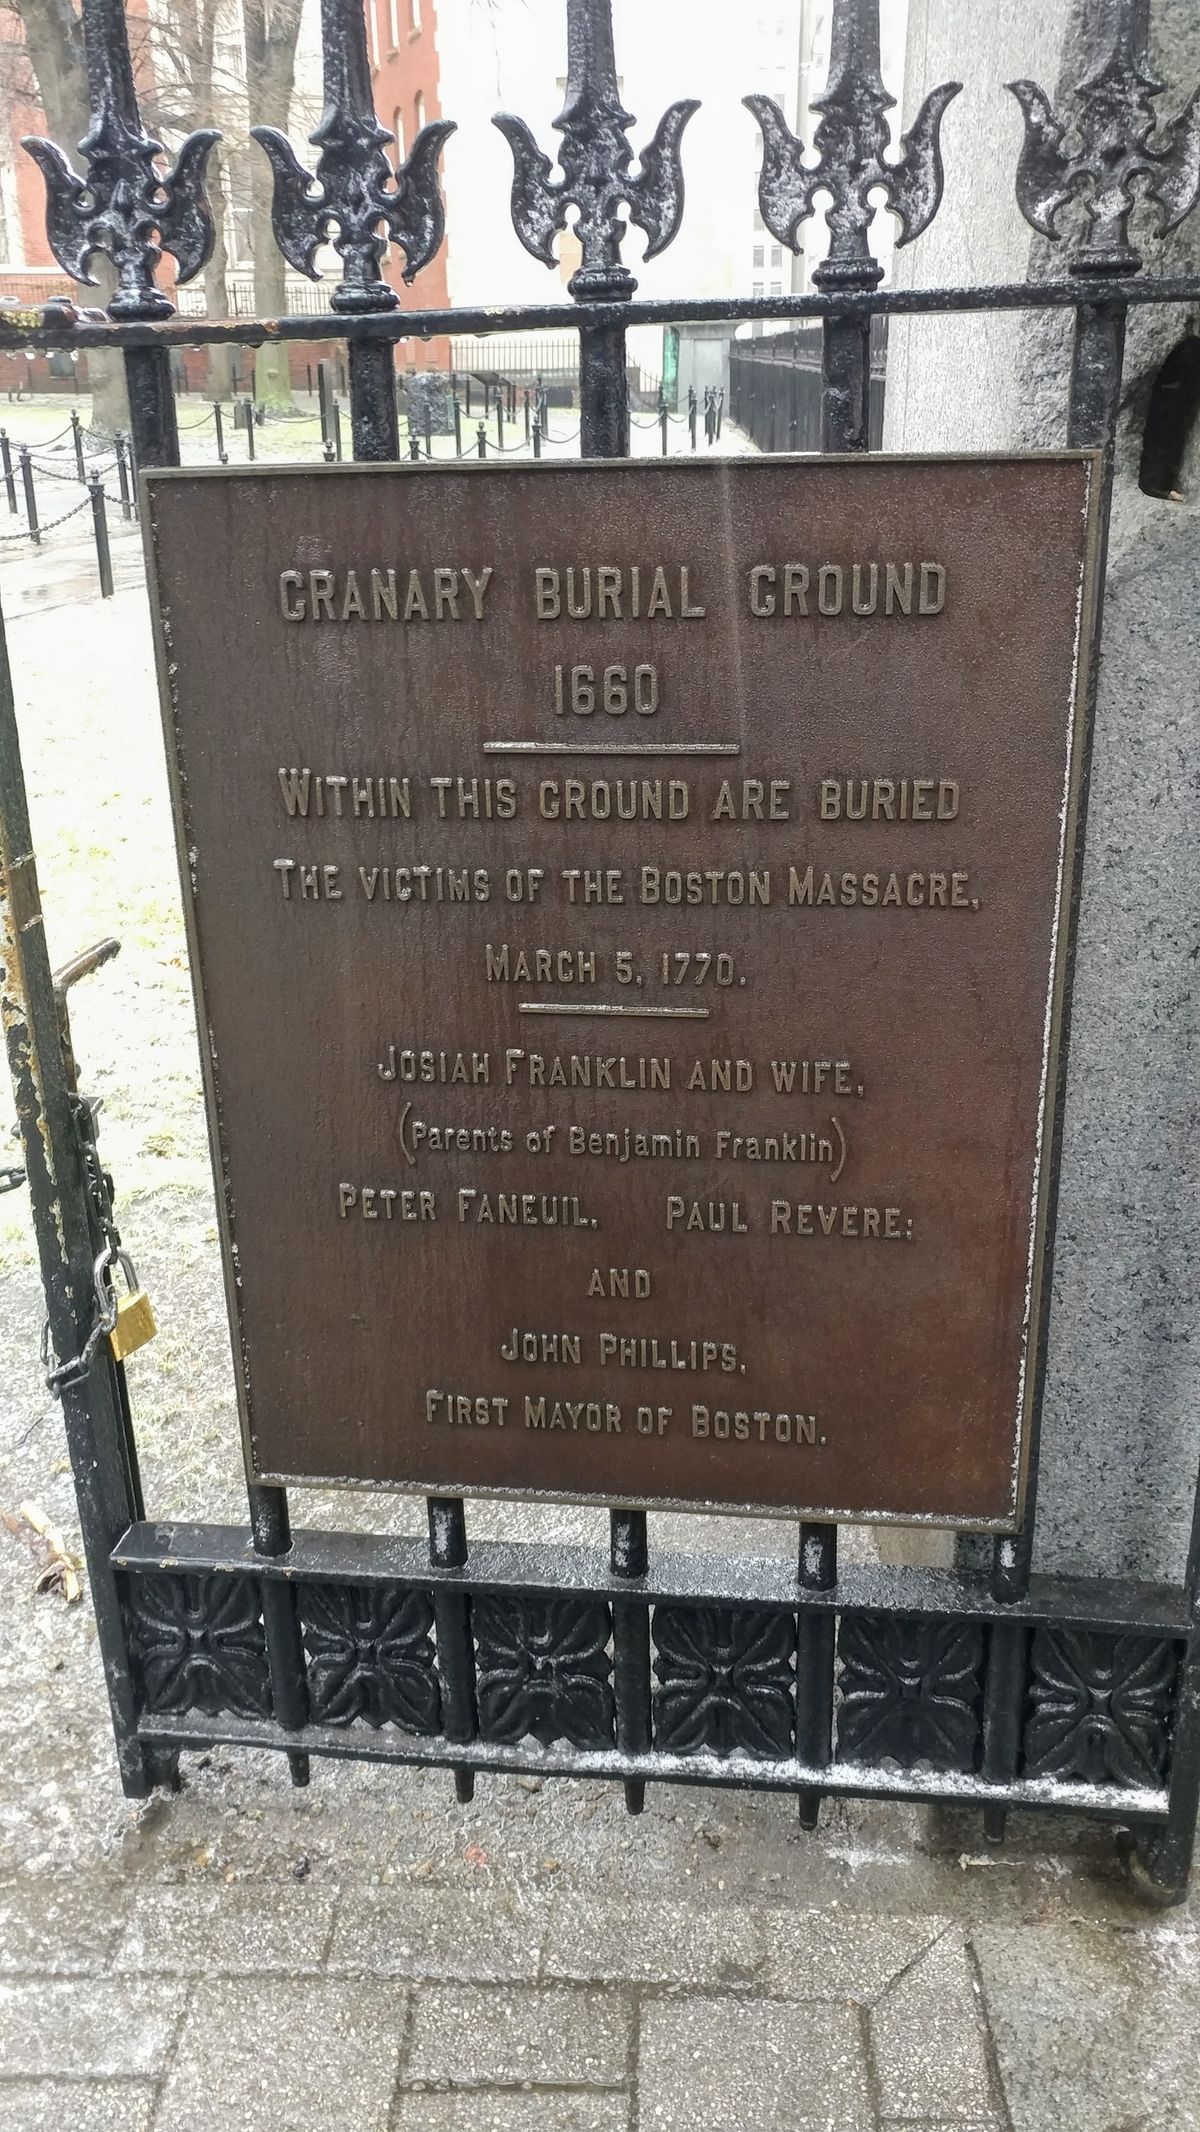 GRANARY BURIAL GROUND
1660
WITHIN THIS GROUND ARE BURIED
THE VICTIMS OF THE BOSTON MASSACRE,
MARCH 5, 1770.
JOSIAH FRANKLIN AND WIFE,
(Parents of Benjamin Franklin)
PETER FANEUIL, PAUL REVERE;
AND
JOHN PHILLIPS,
FIRST MAYOR OF BOSTON.